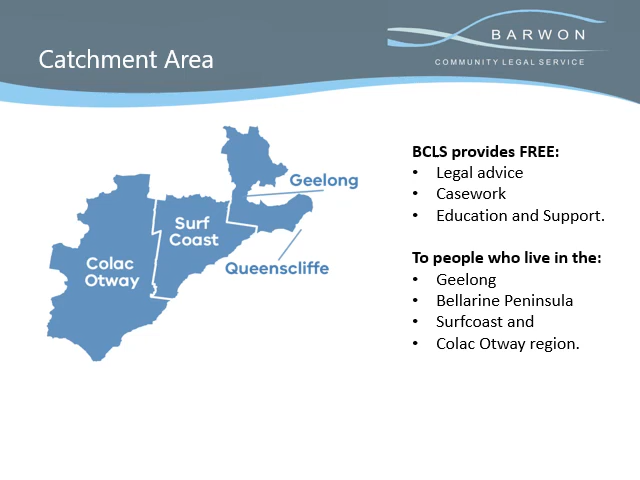 Catchment Area
BARWON
COMMUNITY LEGAL SERVICE
Geelong
Surf
Coast
Queenscliffe
Colac
Otway
BCLS provides FREE:
• Legal advice
• Casework
• Education and Support.
To people who live in the:
• Geelong
• Bellarine Peninsula
• Surfcoast and
• Colac Otway region.